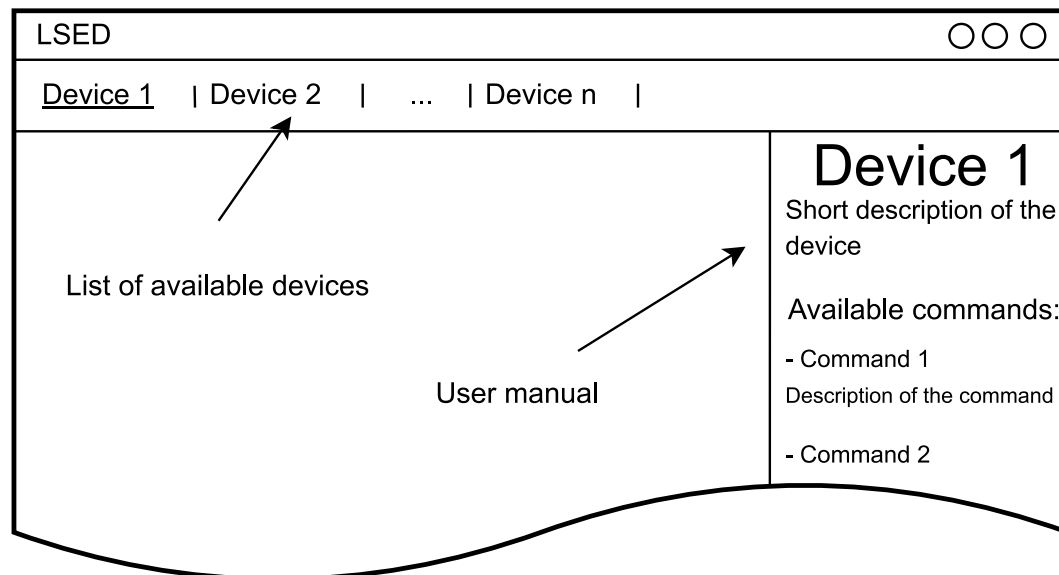 LSED
Device 1 | Device 2 | ... | Device n |
Device 1
Short description of the
device
List of available devices
Available commands:
- Command 1
User manual
Description of the command
- Command 2